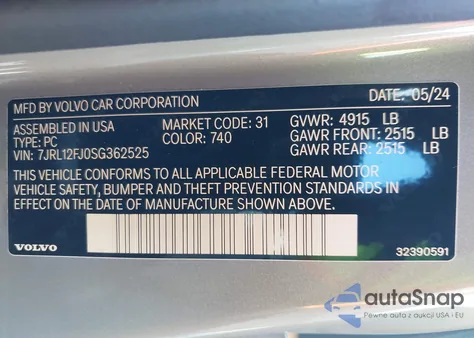 MFD BY VOLVO CAR CORPORATION DATE: 05/24
ASSEMBLED IN USA MARKET CODE: 31 GVWR: 4915 LB
TYPE: PC COLOR: 740 GAWR FRONT: 2515 LB
VIN: 7JRL12FJ0SG362525 GAWR REAR: 2515 LB
THIS VEHICLE CONFORMS TO ALL APPLICABLE FEDERAL MOTOR
VEHICLE SAFETY, BUMPER AND THEFT PREVENTION STANDARDS IN
EFFECT ON THE DATE OF MANUFACTURE SHOWN ABOVE.
VOLVO 32390591
autoSnap
Pewne auta z aukcji USA i EU